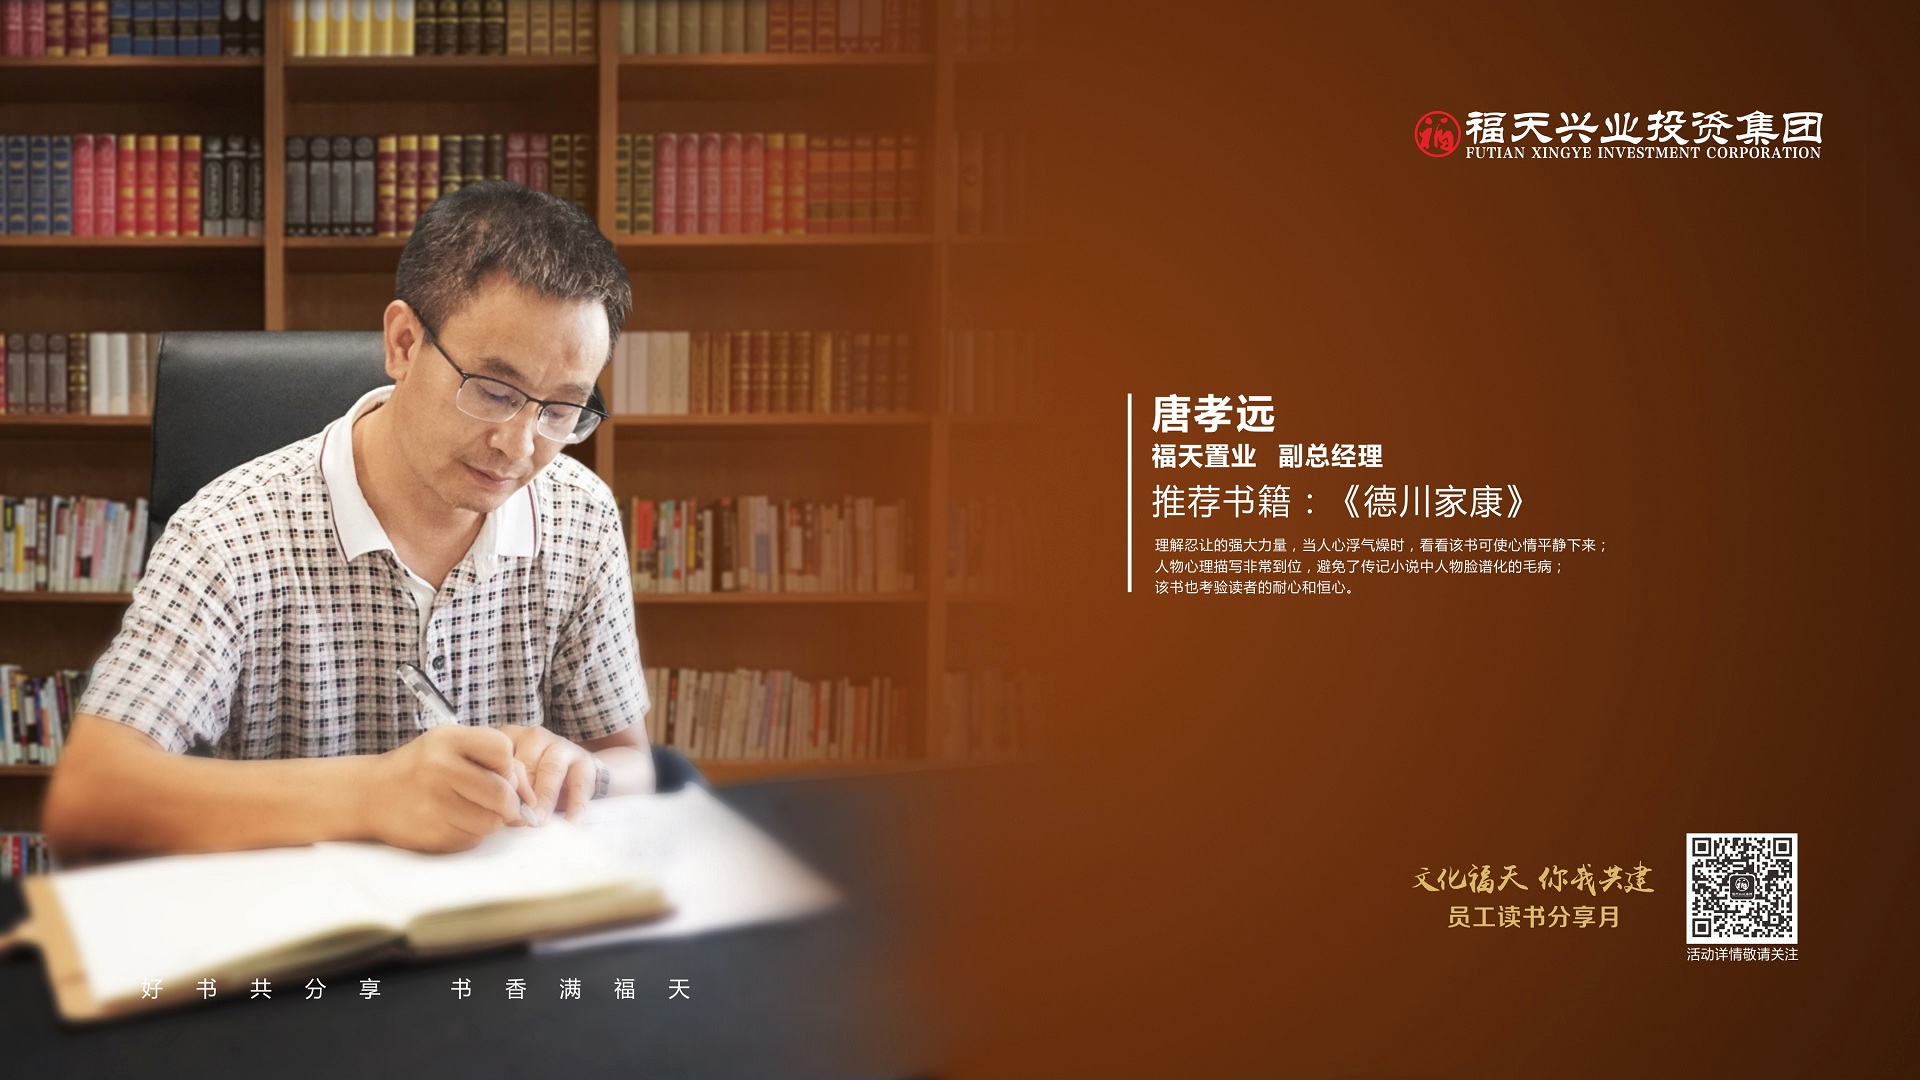 福天兴业投资集团
FUTIAN XINGYE INVESTMENT CORPORATION
唐孝远
福天置业 副总经理
推荐书籍：《德川家康》
理解忍让的强大力量，当人心浮气燥时，看看该书可使心情平静下来；
人物心理描写非常到位，避免了传记小说中人物脸谱化的毛病；
该书也考验读者的耐心和恒心。
文化福天 你我共建
员工读书分享月
活动详情敬请关注
好书共分享 书香满福天